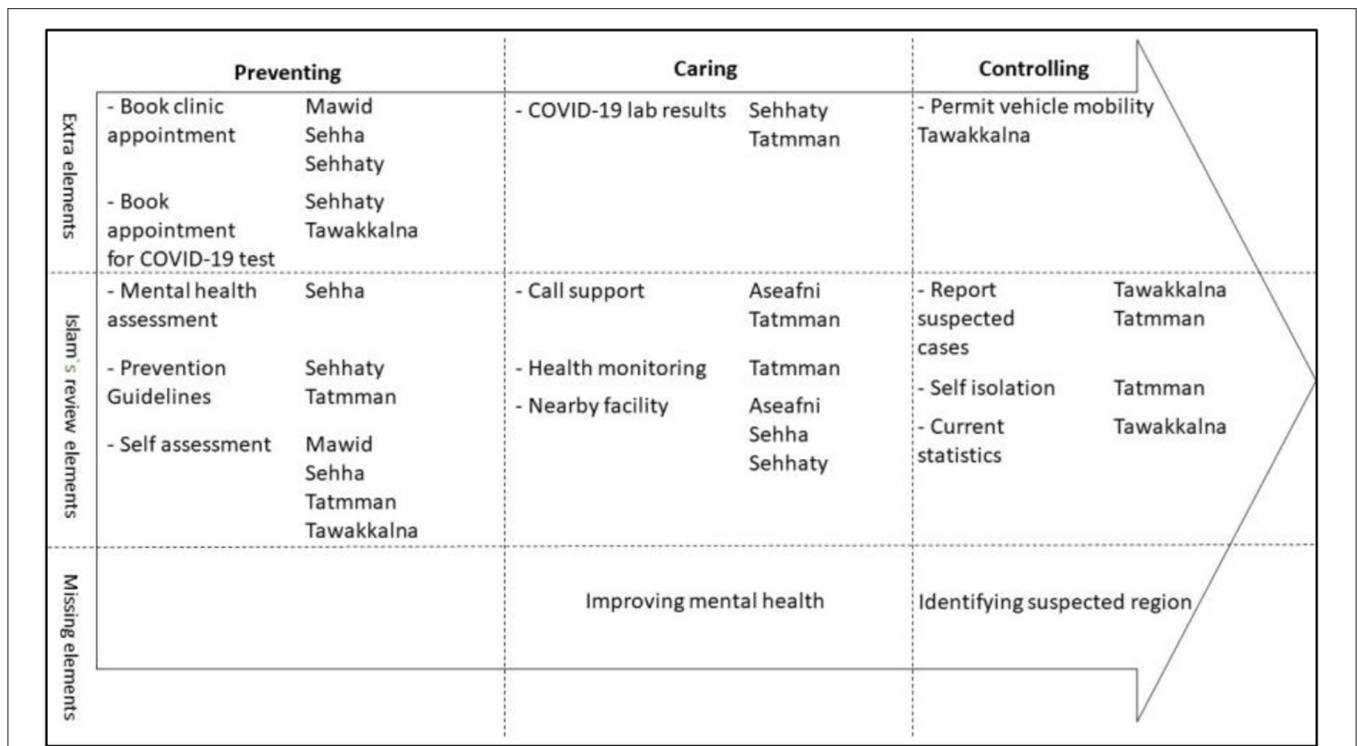 Preventing
Caring
Controlling
Extra elements
- Book clinic
appointment
Mawid
Sehha
Sehhaty
- Book
appointment
for COVID-19 test
Sehhaty
Tawakkalna
- COVID-19 lab results
Sehhaty
Tatmman
- Permit vehicle mobility
Tawakkalna
Islam`s review elements
- Mental health
assessment
Sehha
- Prevention
Guidelines
Sehhaty
Tatmman
- Self assessment
Mawid
Sehha
Tatmman
Tawakkalna
- Call support
Aseafni
Tatmman
- Health monitoring
Tatmman
- Nearby facility
Aseafni
Sehha
Sehhaty
- Report
suspected
cases
Tawakkalna
Tatmman
- Self isolation
Tatmman
- Current
statistics
Tawakkalna
Missing elements
Improving mental health
Identifying suspected region